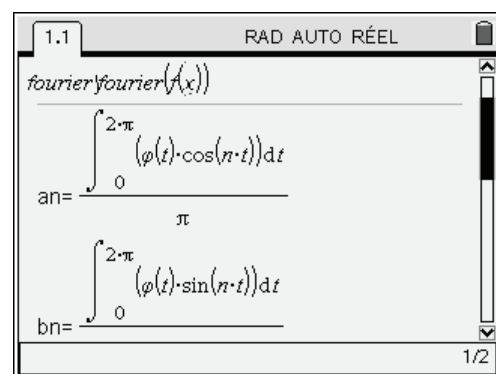 1.1 RAD AUTO RÉEL
fourier\fourier(f(x))
an= ∫ 0 2·π (φ(t)·cos(n·t))dt
π
bn= ∫ 0 2·π (φ(t)·sin(n·t))dt
1/2